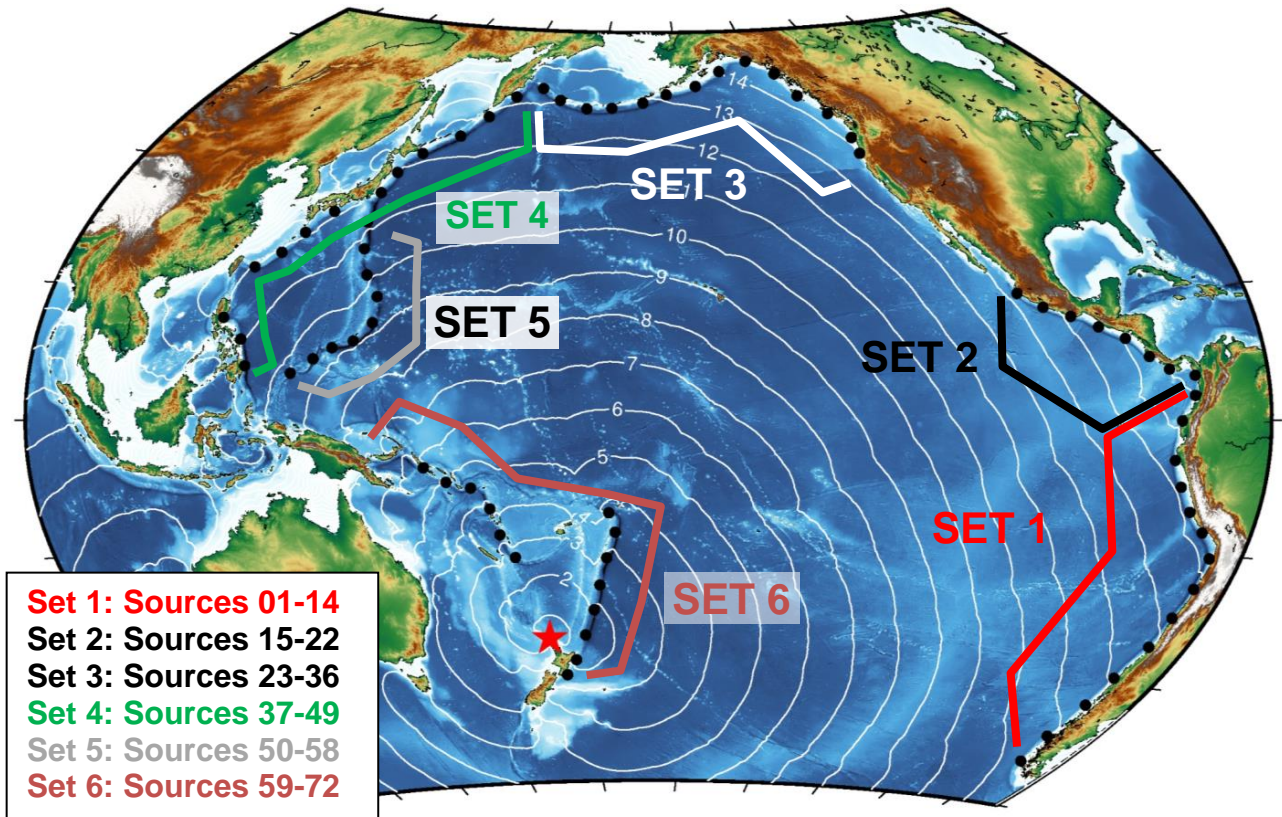 14
13
12
11
SET 3
SET 4
10
9
SET 5
8
SET 2
7
6
5
SET 1
4
3
2
SET 6
Set 1: Sources 01-14
Set 2: Sources 15-22
Set 3: Sources 23-36
Set 4: Sources 37-49
Set 5: Sources 50-58
Set 6: Sources 59-72